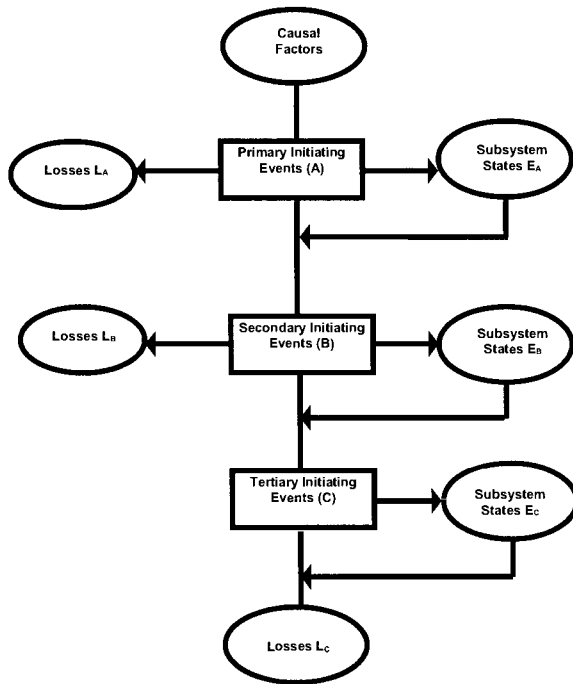 Causal
Factors
Primary Initiating
Events (A)
Losses LA
Subsystem
States EA
Secondary Initiating
Events (B)
Losses LB
Subsystem
States EB
Tertiary Initiating
Events (C)
Subsystem
States EC
Losses LC